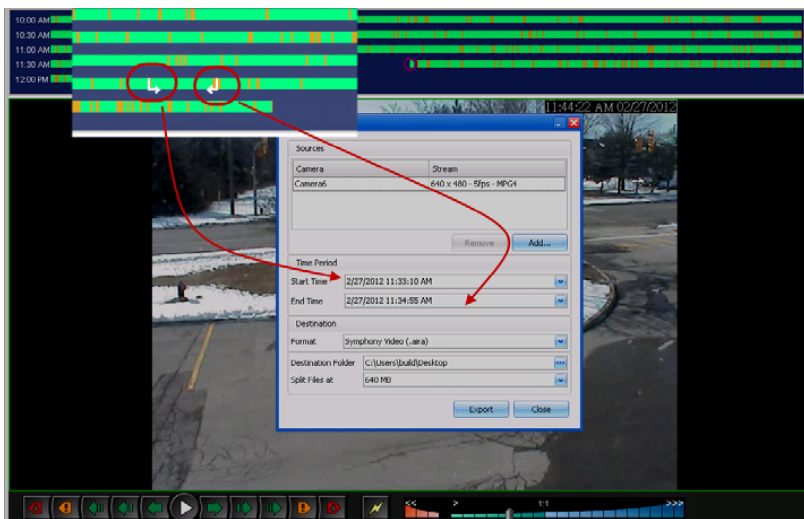 10:00 AM
10:30 AM
11:00 AM
11:30 AM
12:00 PM
11:44:22 AM 02/27/2012
Sources
Camera Stream
Camera6 640 x 480 - 5fps - MPG4
Remove Add...
Time Period
Start Time 2/27/2012 11:33:10 AM
End Time 2/27/2012 11:34:55 AM
Destination
Format Symphony Video (.aira)
Destination Folder C:\Users\build\Desktop ...
Split Files at 640 MB
Export Close
<< > 1:1 >>>